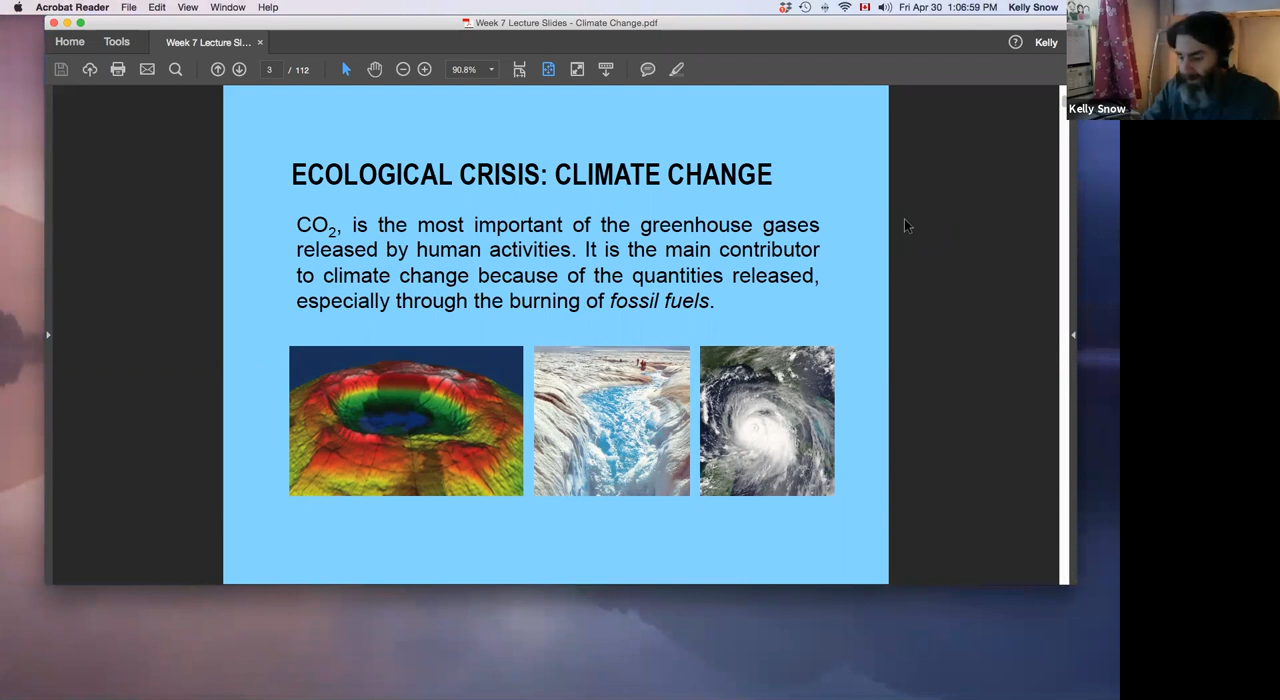 Acrobat Reader File Edit View Window Help Fri Apr 30 1:06:59 PM Kelly Snow
Week 7 Lecture Slides - Climate Change.pdf
Home Tools Week 7 Lecture Sl... × ? Kelly
3 / 112 90.8%
Kelly Snow
ECOLOGICAL CRISIS: CLIMATE CHANGE
CO₂, is the most important of the greenhouse gases
released by human activities. It is the main contributor
to climate change because of the quantities released,
especially through the burning of fossil fuels.